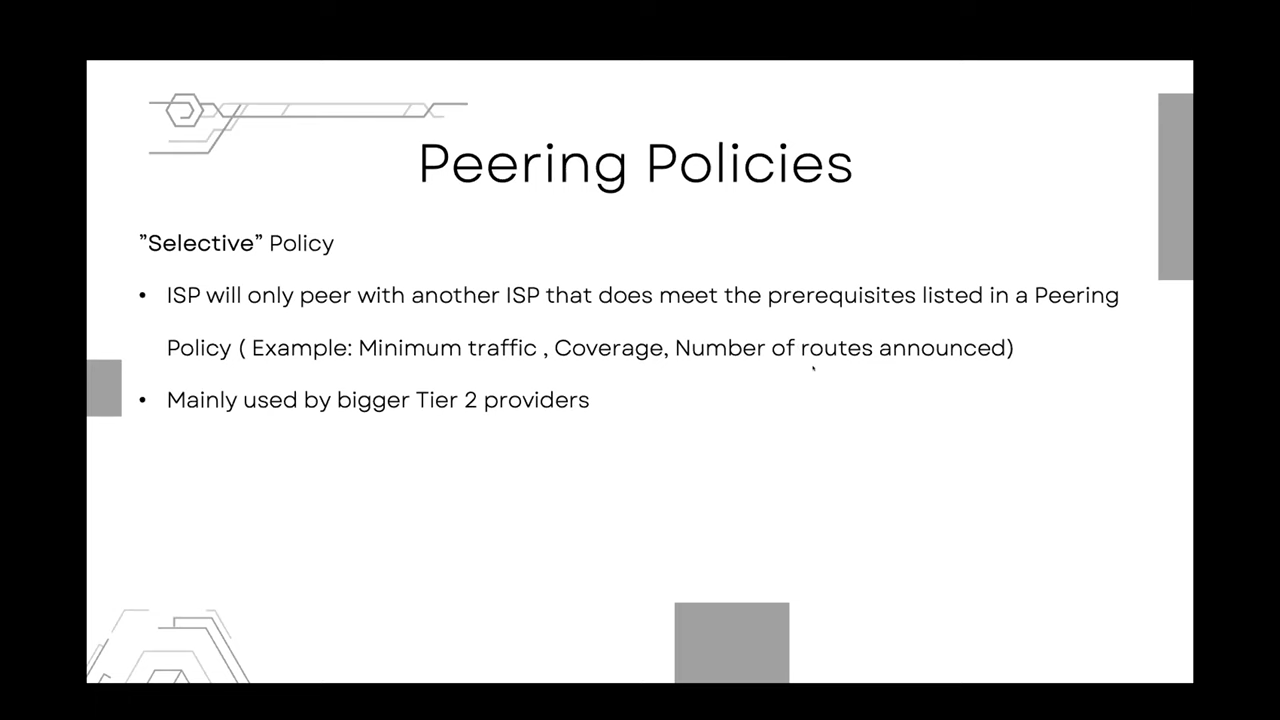 Peering Policies
”Selective” Policy
• ISP will only peer with another ISP that does meet the prerequisites listed in a Peering
Policy ( Example: Minimum traffic , Coverage, Number of routes announced)
• Mainly used by bigger Tier 2 providers